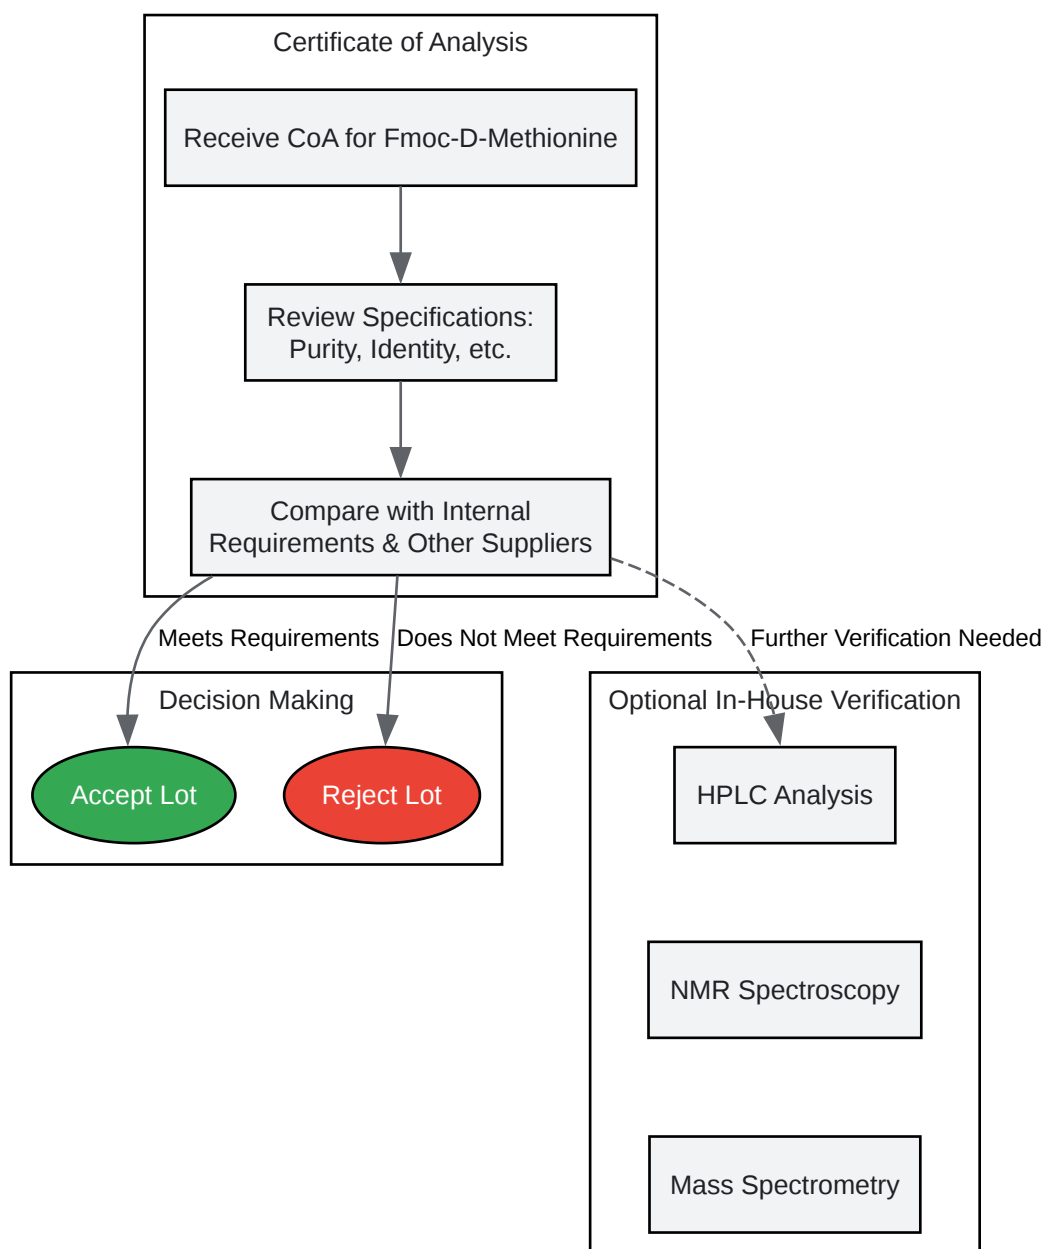 Certificate of Analysis
Receive CoA for Fmoc-D-Methionine
Review Specifications:
Purity, Identity, etc.
Compare with Internal
Requirements & Other Suppliers
Meets Requirements
Does Not Meet Requirements
Further Verification Needed
Decision Making
Accept Lot
Reject Lot
Optional In-House Verification
HPLC Analysis
NMR Spectroscopy
Mass Spectrometry